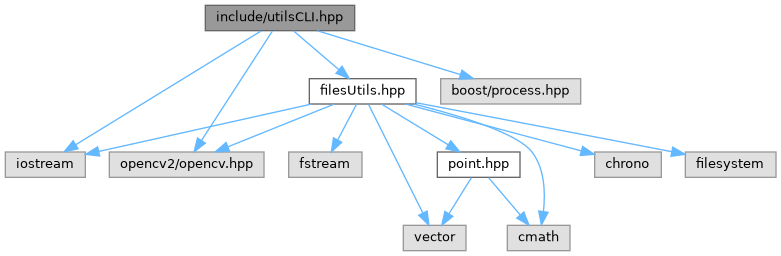 include/utilsCLI.hpp
filesUtils.hpp
boost/process.hpp
iostream
opencv2/opencv.hpp
fstream
point.hpp
chrono
filesystem
vector
cmath